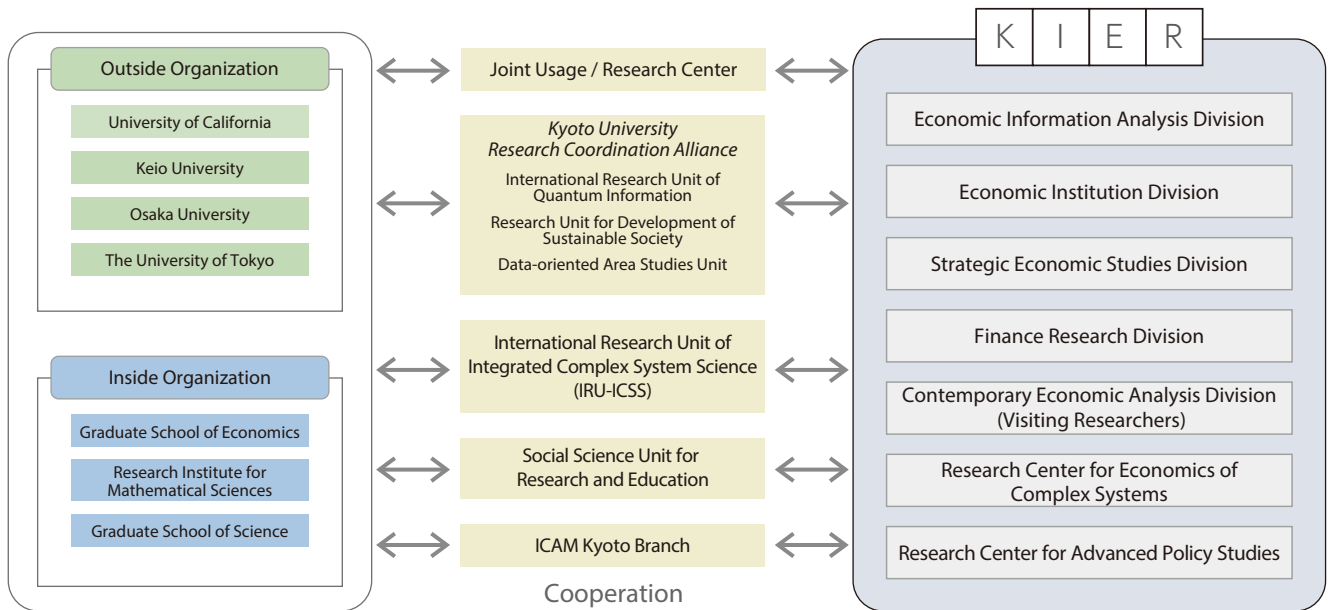 Outside Organization
University of California
Keio University
Osaka University
The University of Tokyo
Inside Organization
Graduate School of Economics
Research Institute for
Mathematical Sciences
Graduate School of Science
Joint Usage / Research Center
Kyoto University
Research Coordination Alliance
International Research Unit of
Quantum Information
Research Unit for Development of
Sustainable Society
Data-oriented Area Studies Unit
International Research Unit of
Integrated Complex System Science
(IRU-ICSS)
Social Science Unit for
Research and Education
ICAM Kyoto Branch
Cooperation
K I E R
Economic Information Analysis Division
Economic Institution Division
Strategic Economic Studies Division
Finance Research Division
Contemporary Economic Analysis Division
(Visiting Researchers)
Research Center for Economics of
Complex Systems
Research Center for Advanced Policy Studies